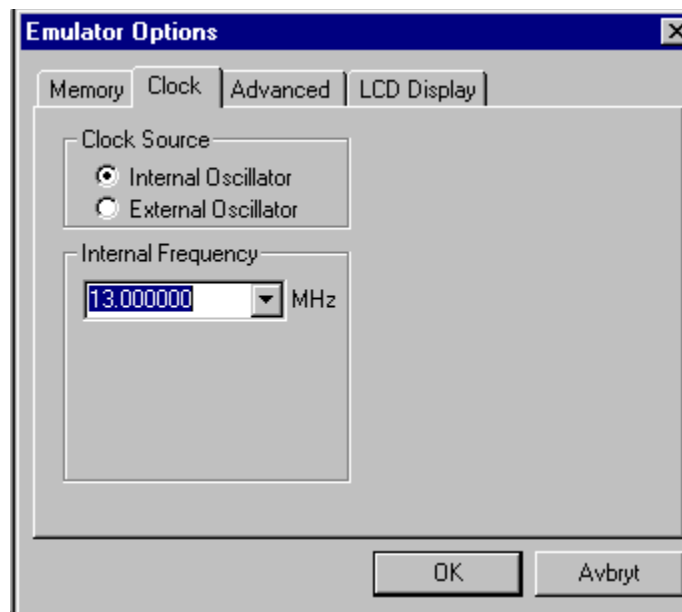 Emulator Options
Memory Clock Advanced LCD Display
Clock Source
Internal Oscillator
External Oscillator
Internal Frequency
13.000000 MHz
OK Avbryt